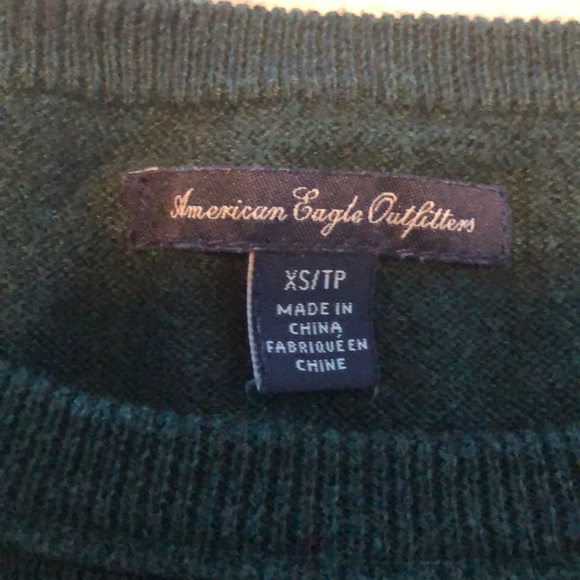 American Eagle Outfitters
XS/TP
MADE IN
CHINA
FABRIQUÉ EN
CHINE